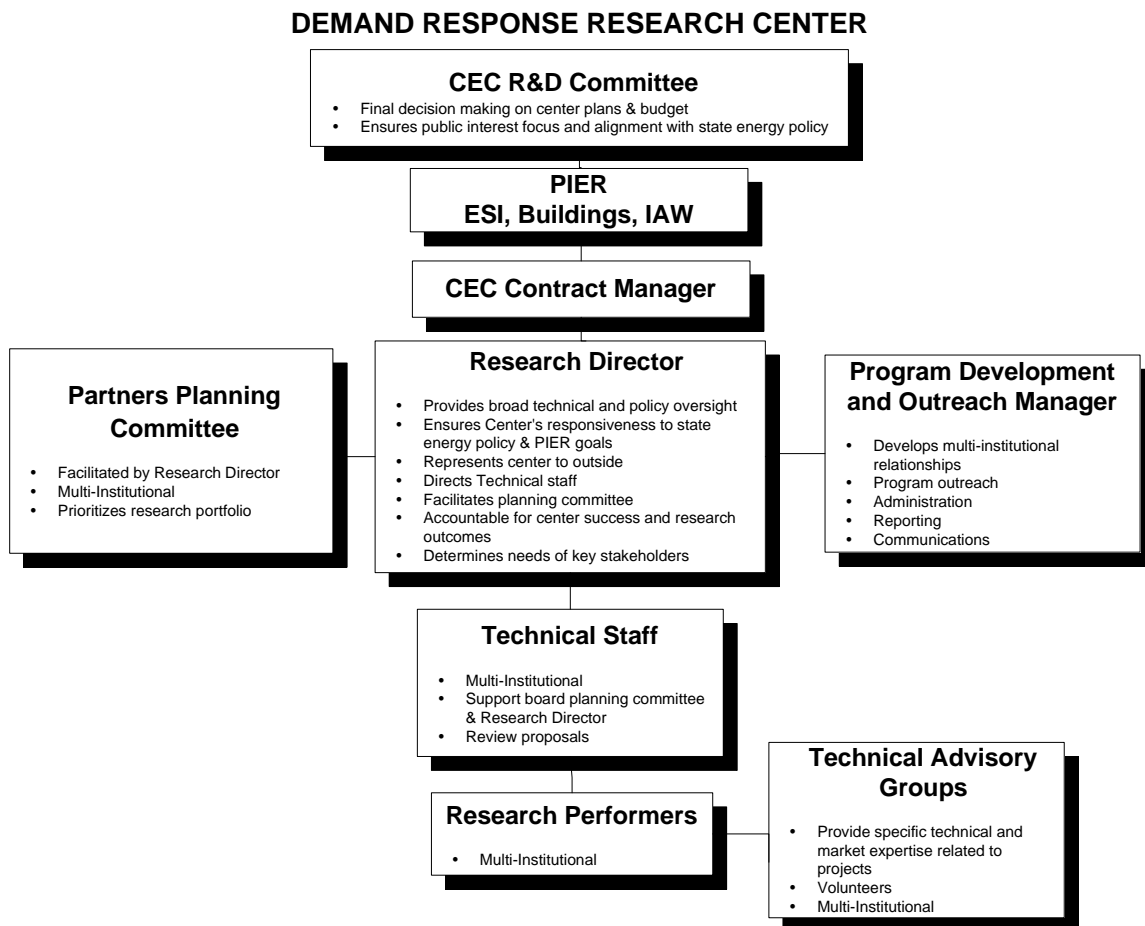 DEMAND RESPONSE RESEARCH CENTER
CEC R&D Committee
• Final decision making on center plans & budget
• Ensures public interest focus and alignment with state energy policy
PIER
ESI, Buildings, IAW
CEC Contract Manager
Partners Planning
Committee
• Facilitated by Research Director
• Multi-Institutional
• Prioritizes research portfolio
Research Director
• Provides broad technical and policy oversight
• Ensures Center's responsiveness to state
energy policy & PIER goals
• Represents center to outside
• Directs Technical staff
• Facilitates planning committee
• Accountable for center success and research
outcomes
• Determines needs of key stakeholders
Program Development
and Outreach Manager
• Develops multi-institutional
relationships
• Program outreach
• Administration
• Reporting
• Communications
Technical Staff
• Multi-Institutional
• Support board planning committee
& Research Director
• Review proposals
Research Performers
• Multi-Institutional
Technical Advisory
Groups
• Provide specific technical and
market expertise related to
projects
• Volunteers
• Multi-Institutional